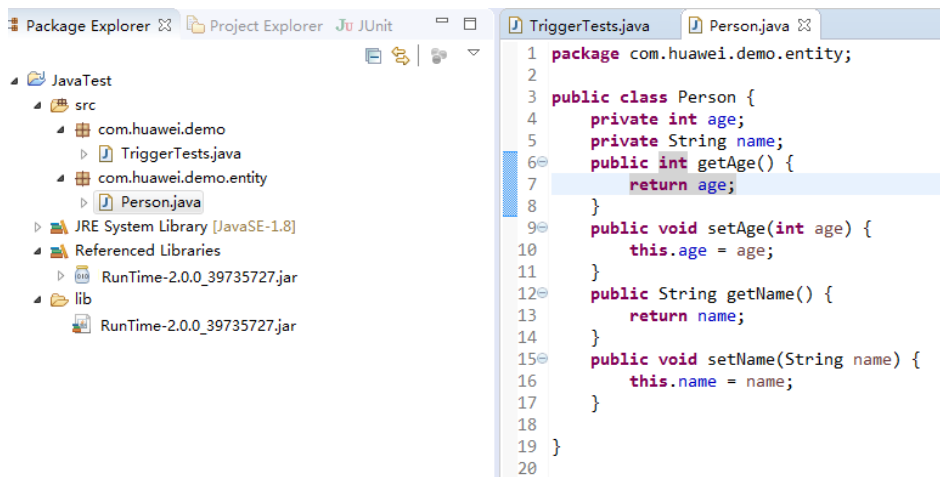 Package Explorer
Project Explorer
JUnit
JavaTest
src
com.huawei.demo
TriggerTests.java
com.huawei.demo.entity
Person.java
JRE System Library [JavaSE-1.8]
Referenced Libraries
RunTime-2.0.0_39735727.jar
lib
RunTime-2.0.0_39735727.jar
TriggerTests.java
Person.java
1 package com.huawei.demo.entity;
2
3 public class Person {
4     private int age;
5     private String name;
6     public int getAge() {
7         return age;
8     }
9     public void setAge(int age) {
10         this.age = age;
11     }
12     public String getName() {
13         return name;
14     }
15     public void setName(String name) {
16         this.name = name;
17     }
18
19 }
20